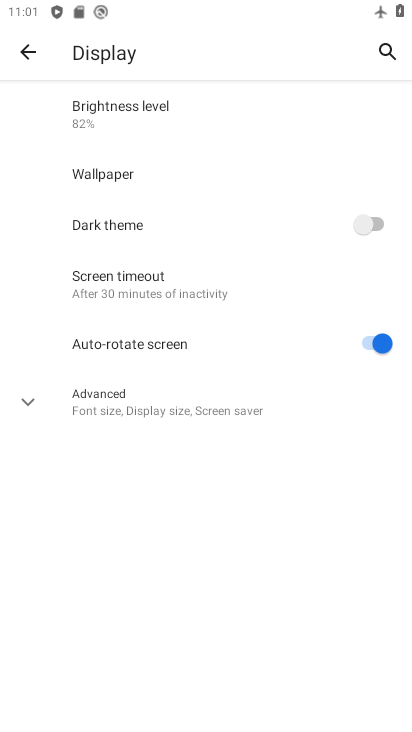 11:01
Display
Brightness level
82%
Wallpaper
Dark theme
Screen timeout
After 30 minutes of inactivity
Auto-rotate screen
Advanced
Font size, Display size, Screen saver